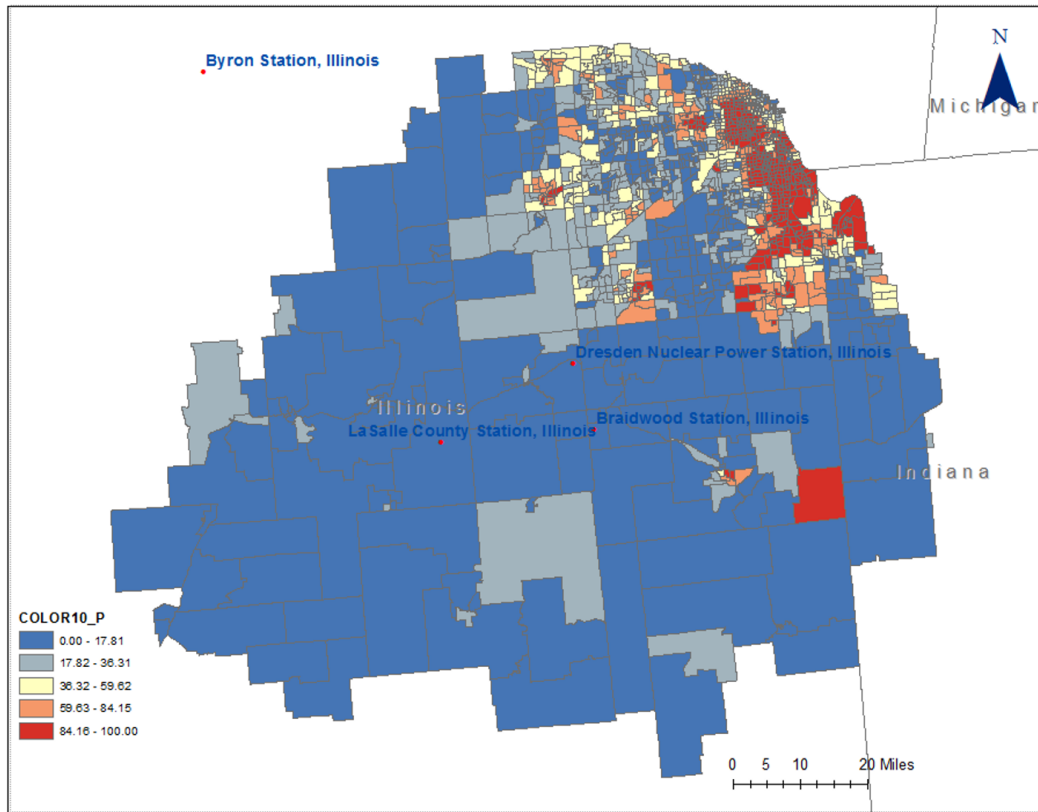 Byron Station, Illinois
N
Michigan
Dresden Nuclear Power Station, Illinois
Illinois
LaSalle County Station, Illinois
Braidwood Station, Illinois
Indiana
COLOR10_P
0.00 - 17.81
17.82 - 36.31
36.32 - 59.62
59.63 - 84.15
84.16 - 100.00
0 5 10 20 Miles